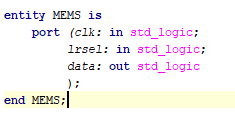 entity MEMS is
port (clk: in std_logic;
lrsel: in std_logic;
data: out std_logic
);
end MEMS;